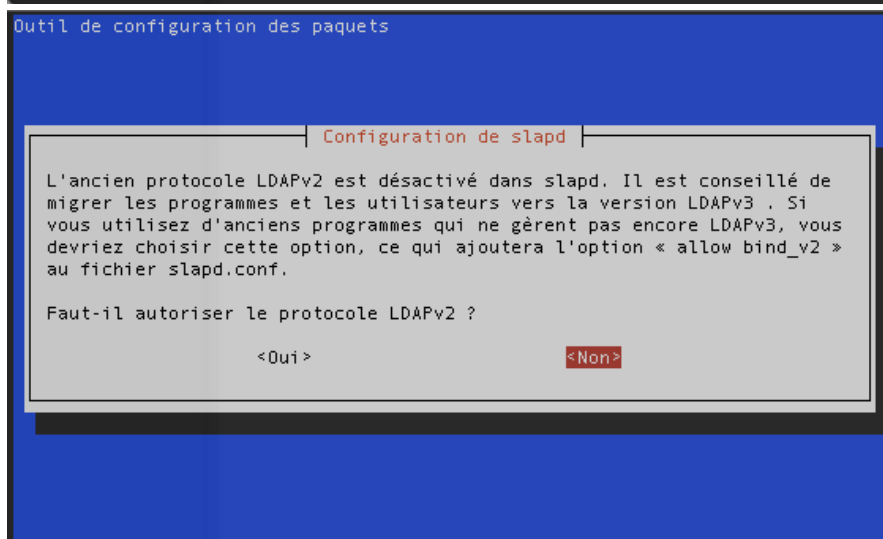 Outil de configuration des paquets
Configuration de slapd
L'ancien protocole LDAPv2 est désactivé dans slapd. Il est conseillé de
migrer les programmes et les utilisateurs vers la version LDAPv3 . Si
vous utilisez d'anciens programmes qui ne gèrent pas encore LDAPv3, vous
devriez choisir cette option, ce qui ajoutera l'option « allow bind_v2 »
au fichier slapd.conf.
Faut-il autoriser le protocole LDAPv2 ?
<Oui> <Non>